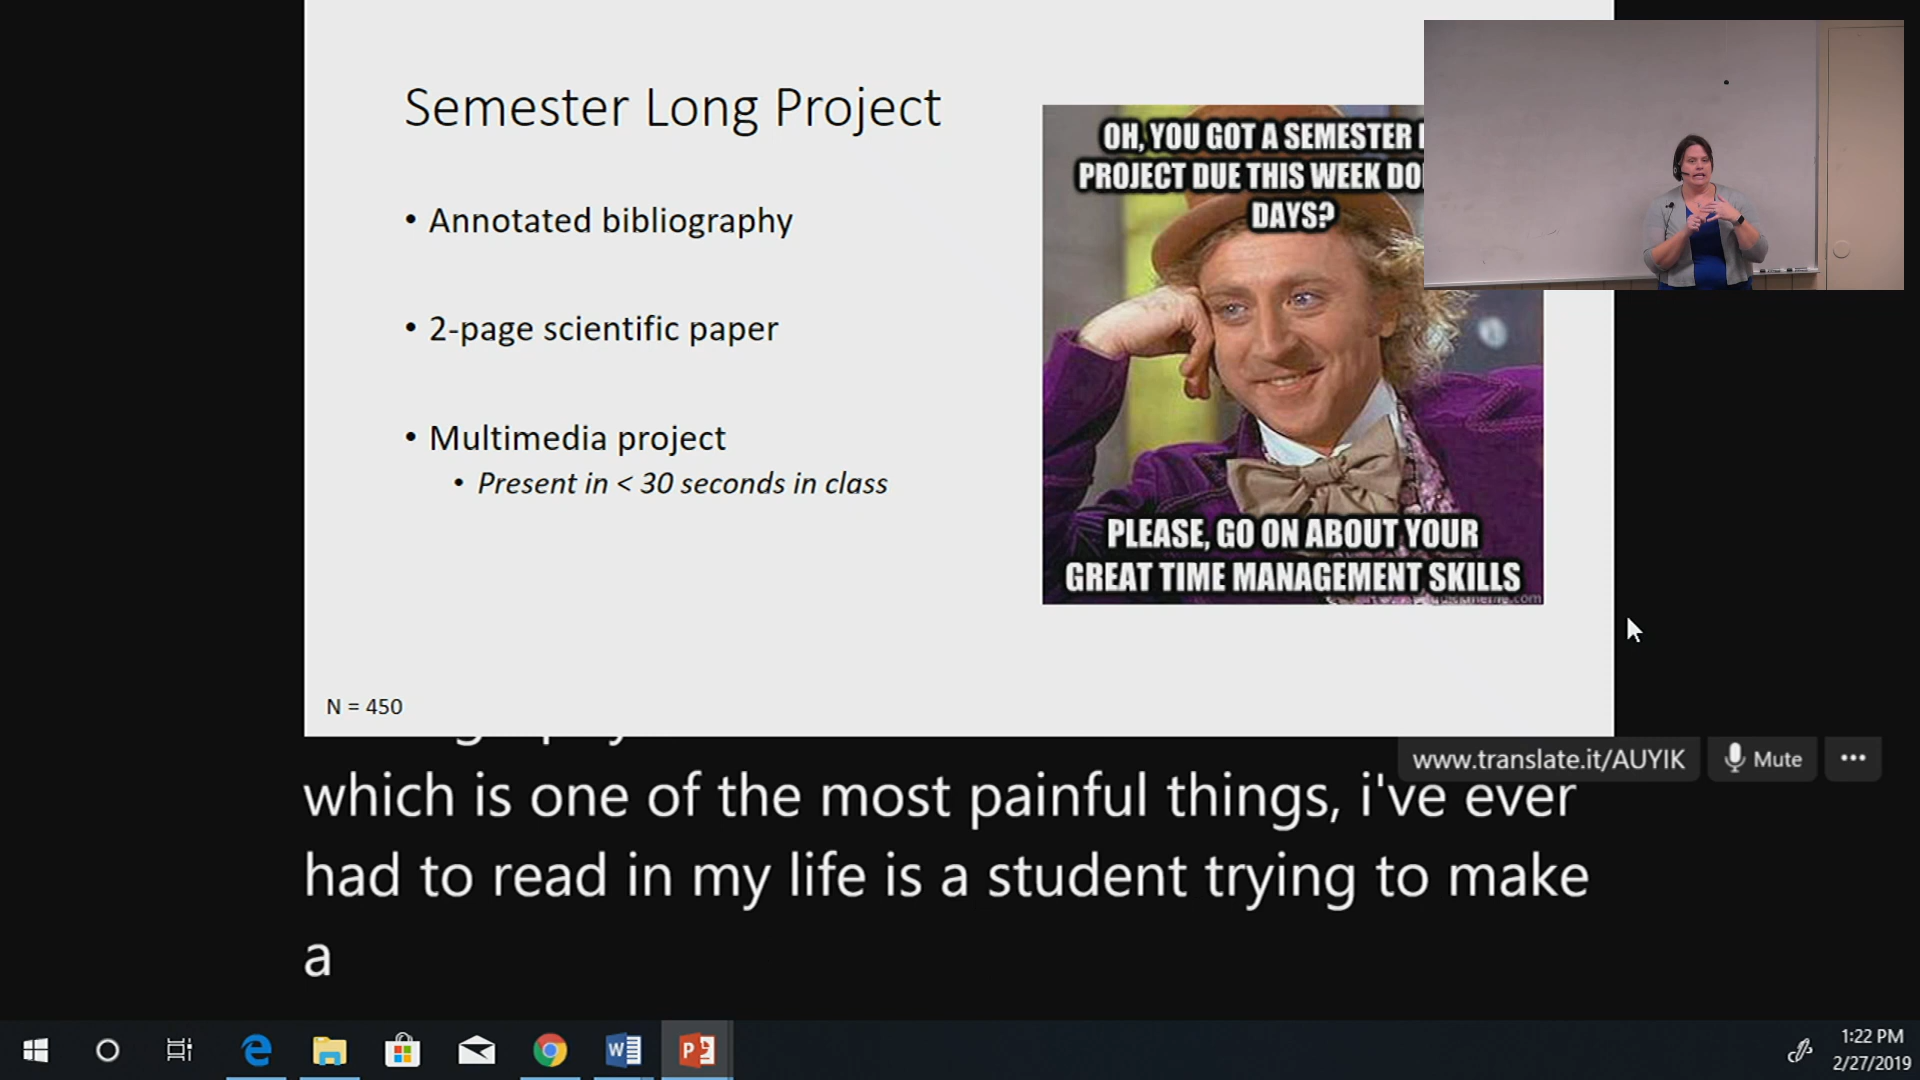 Semester Long Project
• Annotated bibliography
• 2-page scientific paper
• Multimedia project
• Present in < 30 seconds in class
OH, YOU GOT A SEMESTER
PROJECT DUE THIS WEEK
DAYS?
PLEASE, GO ON ABOUT YOUR
GREAT TIME MANAGEMENT SKILLS
N = 450
www.translate.it/AUYIK
Mute
which is one of the most painful things, i've ever
had to read in my life is a student trying to make
a
1:22 PM
2/27/2019